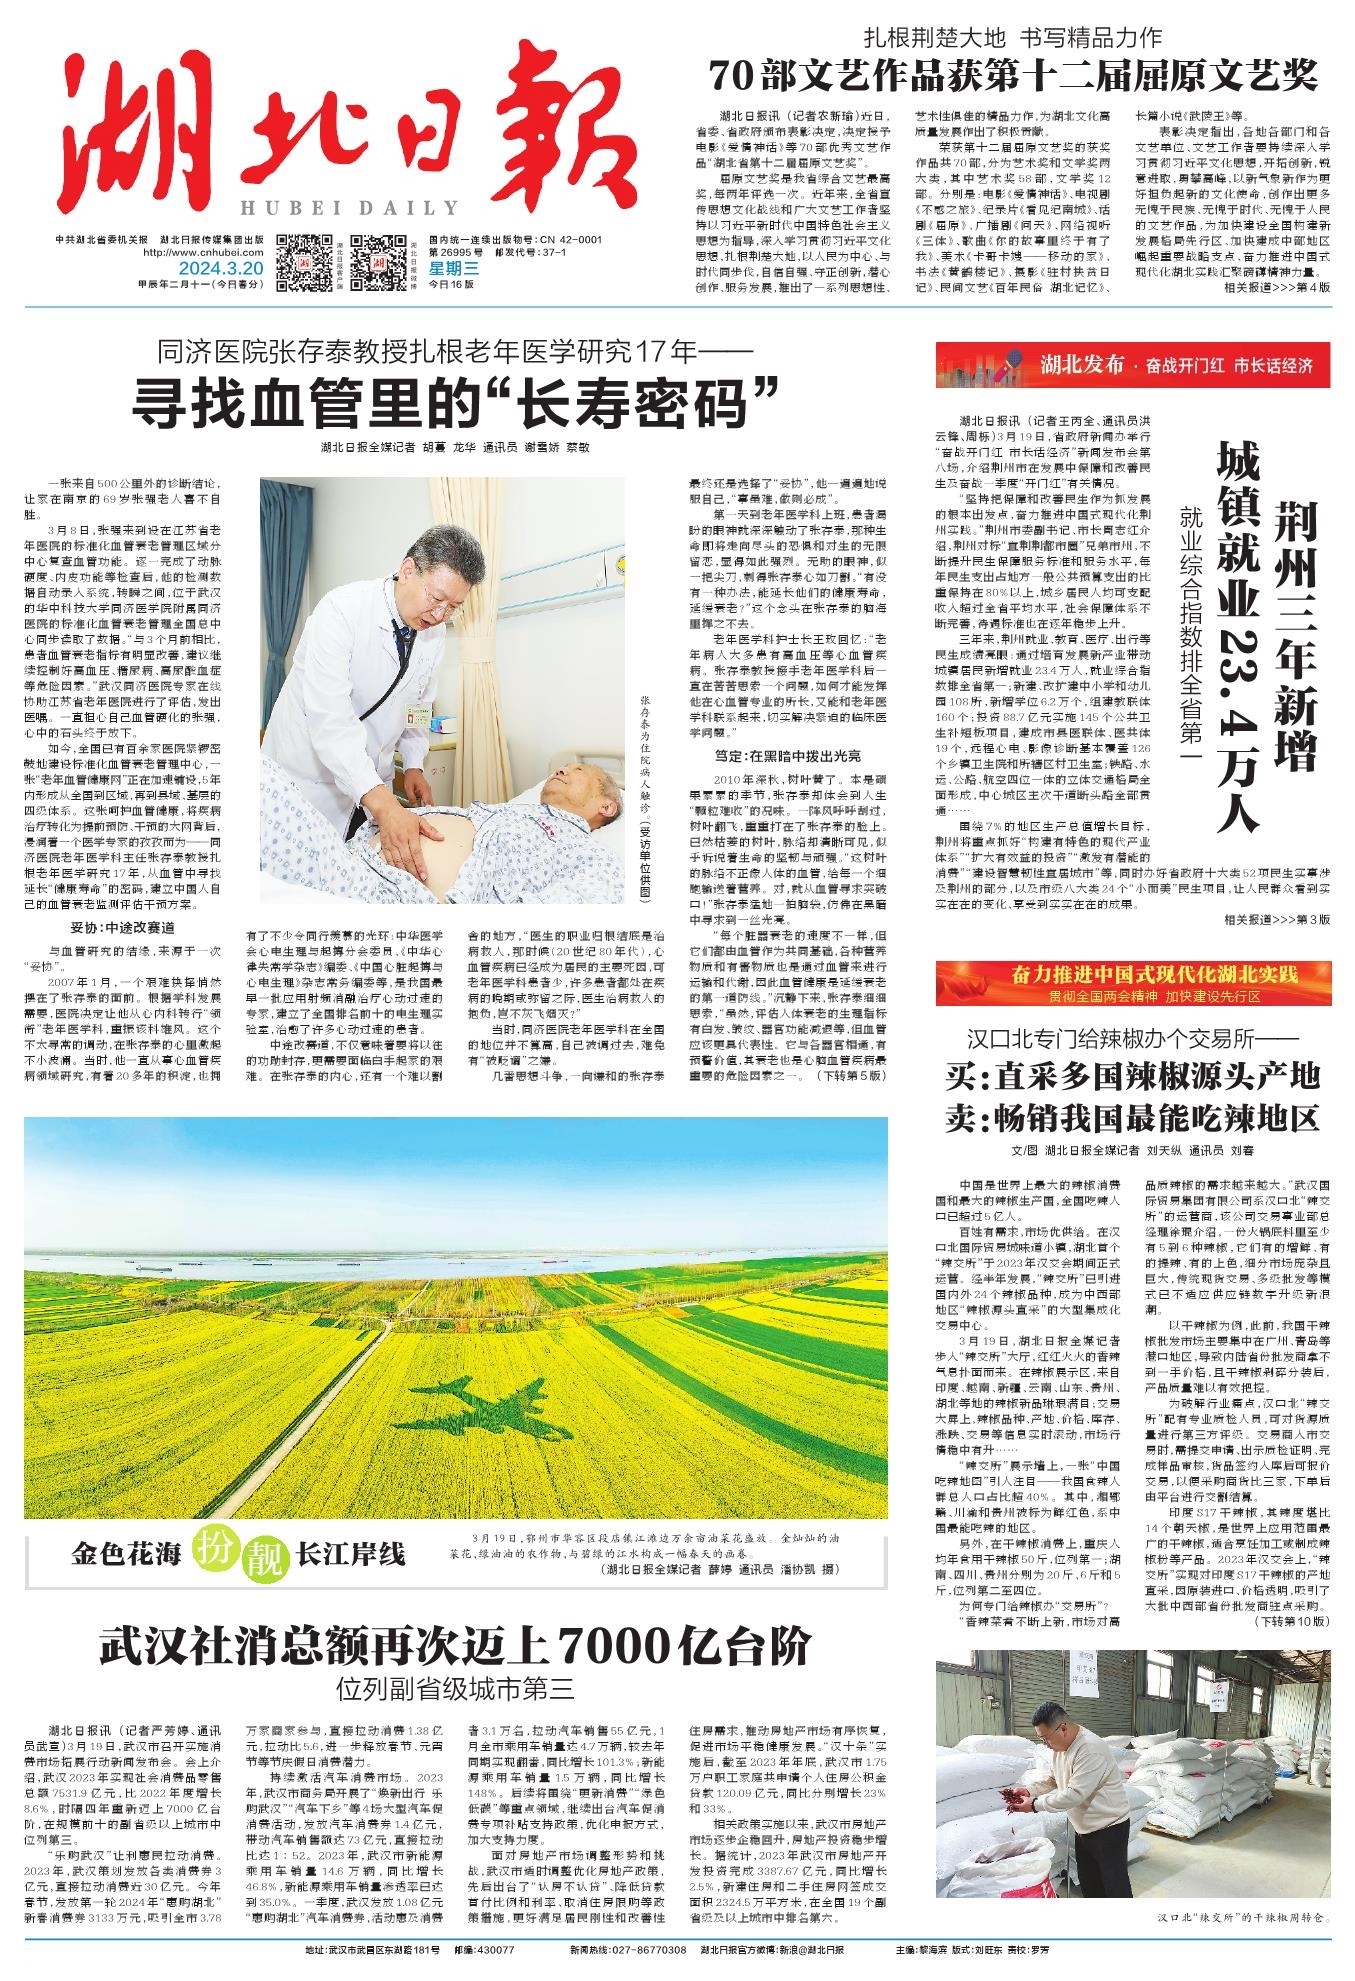 湖北日报
HUBEI DAILY
中共湖北省委机关报 湖北日报传媒集团出版
http://www.cnhubei.com
2024.3.20
甲辰年二月十一(今日春分)
湖北日报客户端
湖北日报微博
国内统一连续出版物号:CN 42-0001
第26995号 邮发代号:37-1
星期三
今日16版
扎根荆楚大地 书写精品力作
70部文艺作品获第十二届屈原文艺奖
湖北日报讯(记者农新瑜)近日,
省委、省政府颁布表彰决定,决定授予
电影《爱情神话》等70部优秀文艺作
品“湖北省第十二届屈原文艺奖”。
屈原文艺奖是我省综合文艺最高
奖,每两年评选一次。近年来,全省宣
传思想文化战线和广大文艺工作者坚
持以习近平新时代中国特色社会主义
思想为指导,深入学习贯彻习近平文化
思想,扎根荆楚大地,以人民为中心、与
时代同步伐,自信自强、守正创新,潜心
创作、服务发展,推出了一系列思想性、
艺术性俱佳的精品力作,为湖北文化高
质量发展作出了积极贡献。
荣获第十二届屈原文艺奖的获奖
作品共70部,分为艺术奖和文学奖两
大类,其中艺术奖58部,文学奖12
部。分别是:电影《爱情神话》、电视剧
《不惑之旅》、纪录片《看见纪南城》、话
剧《屈原》、广播剧《问天》、网络视听
《三体》、歌曲《你的故事里终于有了
我》、美术《卡哥卡嫂——移动的家》、
书法《黄鹤楼记》、摄影《驻村扶贫日
记》、民间文艺《百年民俗 湖北记忆》、
长篇小说《武陵王》等。
表彰决定指出,各地各部门和各
文艺单位、文艺工作者要持续深入学
习贯彻习近平文化思想,开拓创新,锐
意进取,勇攀高峰,以新气象新作为更
好担负起新的文化使命,创作出更多
无愧于民族、无愧于时代、无愧于人民
的文艺作品,为加快建设全国构建新
发展格局先行区、加快建成中部地区
崛起重要战略支点、奋力推进中国式
现代化湖北实践汇聚磅礴精神力量。
相关报道>>>第4版
同济医院张存泰教授扎根老年医学研究17年——
寻找血管里的“长寿密码”
湖北日报全媒记者 胡蔓 龙华 通讯员 谢雪娇 蔡敏
一张来自500公里外的诊断结论,
让家在南京的69岁张强老人喜不自
胜。
3月8日,张强来到设在江苏省老
年医院的标准化血管衰老管理区域分
中心复查血管功能。逐一完成了动脉
硬度、内皮功能等检查后,他的检测数
据自动录入系统,转瞬之间,位于武汉
的华中科技大学同济医学院附属同济
医院的标准化血管衰老管理全国总中
心同步读取了数据。“与3个月前相比,
患者血管衰老指标有明显改善,建议继
续控制好高血压、糖尿病、高尿酸血症
等危险因素。”武汉同济医院专家在线
协助江苏省老年医院进行了评估,发出
医嘱。一直担心自己血管硬化的张强,
心中的石头终于放下。
如今,全国已有百余家医院紧锣密
鼓地建设标准化血管衰老管理中心,一
张“老年血管健康网”正在加速铺设,5年
内形成从全国到区域,再到县域、基层的
四级体系。这张呵护血管健康,将疾病
治疗转化为提前预防、干预的大网背后,
浸润着一个医学专家的孜孜而为——同
济医院老年医学科主任张存泰教授扎
根老年医学研究17年,从血管中寻找
延长“健康寿命”的密码,建立中国人自
己的血管衰老监测评估干预方案。
妥协:中途改赛道
与血管研究的结缘,来源于一次
“妥协”。
2007年1月,一个艰难抉择悄然
摆在了张存泰的面前。根据学科发展
需要,医院决定让他从心内科转行“领
衔”老年医学科,重振该科雄风。这个
不太寻常的调动,在张存泰的心里激起
不小波澜。当时,他一直从事心血管疾
病领域研究,有着20多年的积淀,也拥
张存泰为住院病人触诊。(受访单位供图)
有了不少令同行羡慕的光环:中华医学
会心电生理与起搏分会委员、《中华心
律失常学杂志》编委、《中国心脏起搏与
心电生理》杂志常务编委等,是我国最
早一批应用射频消融治疗心动过速的
专家,建立了全国排名前十的电生理实
验室,治愈了许多心动过速的患者。
中途改赛道,不仅意味着要将以往
的功勋封存,更需要面临白手起家的艰
难。在张存泰的内心,还有一个难以割
舍的地方,“医生的职业归根结底是治
病救人,那时候(20世纪80年代),心
血管疾病已经成为居民的主要死因,可
老年医学科患者少,许多患者都处在疾
病的晚期或弥留之际,医生治病救人的
抱负,岂不灰飞烟灭?”
当时,同济医院老年医学科在全国
的地位并不算高,自己被调过去,难免
有“被贬谪”之嫌。
几番思想斗争,一向谦和的张存泰
最终还是选择了“妥协”,他一遍遍地说
服自己,“事虽难,做则必成”。
第一天到老年医学科上班,患者渴
盼的眼神就深深触动了张存泰,那种生
命即将走向尽头的恐惧和对生的无限
留恋,显得如此强烈。无助的眼神,似
一把尖刀,刺得张存泰心如刀割。“有没
有一种办法,能延长他们的健康寿命,
延缓衰老?”这个念头在张存泰的脑海
里挥之不去。
老年医学科护士长王玫回忆:“老
年病人大多患有高血压等心血管疾
病。张存泰教授接手老年医学科后一
直在苦苦思索一个问题,如何才能发挥
他在心血管专业的所长,又能和老年医
学科联系起来,切实解决紧迫的临床医
学问题。”
笃定:在黑暗中拨出光亮
2010年深秋,树叶黄了。本是硕
果累累的季节,张存泰却体会到人生
“颗粒难收”的况味。一阵风呼呼刮过,
树叶翻飞,重重打在了张存泰的脸上。
已然枯萎的树叶,脉络却清晰可见,似
乎诉说着生命的坚韧与顽强。“这树叶
的脉络不正像人体的血管,给每一个细
胞输送着营养。对,就从血管寻求突破
口!”张存泰猛地一拍脑袋,仿佛在黑暗
中寻求到一丝光亮。
“每个脏器衰老的速度不一样,但
它们都由血管作为共同基础,各种营养
物质和有害物质也是通过血管来进行
运输和代谢,因此血管健康是延缓衰老
的第一道防线。”沉静下来,张存泰细细
思索,“虽然,评估人体衰老的生理指标
有白发、皱纹、器官功能减退等,但血管
应该更具代表性。它与各器官相通,有
预警价值,其衰老也是心脑血管疾病最
重要的危险因素之一。(下转第5版)
湖北发布·奋战开门红 市长话经济
荆州三年新增
城镇就业23.4万人
就业综合指数排全省第一
湖北日报讯(记者王丙全、通讯员洪
云锋、周栎)3月19日,省政府新闻办举行
“奋战开门红 市长话经济”新闻发布会第
八场,介绍荆州市在发展中保障和改善民
生及奋战一季度“开门红”有关情况。
“坚持把保障和改善民生作为抓发展
的根本出发点,奋力推进中国式现代化荆
州实践。”荆州市委副书记、市长周志红介
绍,荆州对标“宜荆荆都市圈”兄弟市州,不
断提升民生保障服务标准和服务水平,每
年民生支出占地方一般公共预算支出的比
重保持在80%以上,城乡居民人均可支配
收入超过全省平均水平,社会保障体系不
断完善,待遇标准也在逐年稳步上升。
三年来,荆州就业、教育、医疗、出行等
民生成绩亮眼:通过培育发展新产业带动
城镇居民新增就业23.4万人,就业综合指
数排全省第一;新建、改扩建中小学和幼儿
园108所,新增学位6.2万个,组建教联体
160个;投资88.7亿元实施145个公共卫
生补短板项目,建成市县医联体、医共体
19个,远程心电、影像诊断基本覆盖126
个乡镇卫生院和所辖区村卫生室;铁路、水
运、公路、航空四位一体的立体交通格局全
面形成,中心城区主次干道断头路全部贯
通……
围绕7%的地区生产总值增长目标,
荆州将重点抓好“构建有特色的现代产业
体系”“扩大有效益的投资”“激发有潜能的
消费”“建设智慧韧性宜居城市”等,同时办好省政府十大类52项民生实事涉
及荆州的部分,以及市级八大类24个“小而美”民生项目,让人民群众看到实
实在在的变化、享受到实实在在的成果。
相关报道>>>第3版
奋力推进中国式现代化湖北实践
贯彻全国两会精神 加快建设先行区
汉口北专门给辣椒办个交易所——
买:直采多国辣椒源头产地
卖:畅销我国最能吃辣地区
文/图 湖北日报全媒记者 刘天纵 通讯员 刘春
中国是世界上最大的辣椒消费
国和最大的辣椒生产国,全国吃辣人
口已超过5亿人。
百姓有需求,市场优供给。在汉
口北国际贸易城味道小镇,湖北首个
“辣交所”于2023年汉交会期间正式
运营。经半年发展,“辣交所”已引进
国内外24个辣椒品种,成为中西部
地区“辣椒源头直采”的大型集成化
交易中心。
3月19日,湖北日报全媒记者
步入“辣交所”大厅,红红火火的香辣
气息扑面而来。在辣椒展示区,来自
印度、越南、新疆、云南、山东、贵州、
湖北等地的辣椒新品琳琅满目;交易
大屏上,辣椒品种、产地、价格、库存、
涨跌、交易等信息实时滚动,市场行
情稳中有升……
“辣交所”展示墙上,一张“中国
吃辣地图”引人注目——我国食辣人
群总人口占比超40%。其中,湘鄂
赣、川渝和贵州被标为鲜红色,系中
国最能吃辣的地区。
另外,在干辣椒消费上,重庆人
均年食用干辣椒50斤,位列第一;湖
南、四川、贵州分别为20斤、6斤和5
斤,位列第二至四位。
为何专门给辣椒办“交易所”?
“香辣菜肴不断上新,市场对高
品质辣椒的需求越来越大。”武汉国
际贸易集团有限公司系汉口北“辣交
所”的运营商,该公司交易事业部总
经理徐琨介绍,一份火锅底料里至少
有5到6种辣椒,它们有的增鲜、有
的提辣、有的上色,细分市场庞杂且
巨大,传统现货交易、多级批发等模
式已不适应供应链数字升级新浪
潮。
以干辣椒为例,此前,我国干辣
椒批发市场主要集中在广州、青岛等
港口地区,导致内陆省份批发商拿不
到一手价格,且干辣椒剥碎分装后,
产品质量难以有效把控。
为破解行业痛点,汉口北“辣交
所”配有专业质检人员,可对货源质
量进行第三方评级。交易商入市交
易时,需提交申请、出示质检证明、完
成样品审核,货品签约入库后可报价
交易,以便采购商货比三家,下单后
由平台进行交割结算。
印度S17干辣椒,其辣度堪比
14个朝天椒,是世界上应用范围最
广的干辣椒,适合烹饪加工或制成辣
椒粉等产品。2023年汉交会上,“辣
交所”实现对印度S17干辣椒的产地
直采,因原装进口、价格透明,吸引了
大批中西部省份批发商驻点采购。
(下转第10版)
汉口北“辣交所”的干辣椒周转仓。
金色花海 扮靓 长江岸线
3月19日,鄂州市华容区段店镇江滩边万余亩油菜花盛放。金灿灿的油
菜花,绿油油的农作物,与碧绿的江水构成一幅春天的画卷。
(湖北日报全媒记者 薛婷 通讯员 潘协凯 摄)
武汉社消总额再次迈上7000亿台阶
位列副省级城市第三
湖北日报讯(记者严芳婷、通讯
员武宣)3月19日,武汉市召开实施消
费市场拓展行动新闻发布会。会上介
绍,武汉2023年实现社会消费品零售
总额7531.9亿元,比2022年度增长
8.6%,时隔四年重新迈上7000亿台
阶,在规模前十的副省级以上城市中
位列第三。
“乐购武汉”让利惠民拉动消费。
2023年,武汉策划发放各类消费券3
亿元,直接拉动消费近30亿元。今年
春节,发放第一轮2024年“惠购湖北”
新春消费券3133万元,吸引全市3.78
万家商家参与,直接拉动消费1.38亿
元,拉动比5.6,进一步释放春节、元宵
节等节庆假日消费潜力。
持续激活汽车消费市场。2023
年,武汉市商务局开展了“焕新出行 乐
购武汉”“汽车下乡”等4场大型汽车促
消费活动,发放汽车消费券1.4亿元,
带动汽车销售额达73亿元,直接拉动
比达1:52。2023年,武汉市新能源
乘用车销量14.6万辆,同比增长
46.8%,新能源乘用车销量渗透率已达
到35.0%。一季度,武汉发放1.08亿元
“惠购湖北”汽车消费券,活动惠及消费
者3.1万名,拉动汽车销售55亿元,1
月全市乘用车销量达4.7万辆,较去年
同期实现翻番,同比增长101.3%;新能
源乘用车销量1.5万辆,同比增长
148%。后续将围绕“更新消费”“绿色
低碳”等重点领域,继续出台汽车促消
费专项补贴支持政策,优化申报方式,
加大支持力度。
面对房地产市场调整形势和挑
战,武汉市适时调整优化房地产政策,
先后出台了“认房不认贷”、降低贷款
首付比例和利率、取消住房限购等政
策措施,更好满足居民刚性和改善性
住房需求,推动房地产市场有序恢复,
促进市场平稳健康发展。“汉十条”实
施后,截至2023年年底,武汉市1.75
万户职工家庭共申请个人住房公积金
贷款120.09亿元,同比分别增长23%
和33%。
相关政策实施以来,武汉市房地产
市场逐步企稳回升,房地产投资稳步增
长。据统计,2023年武汉市房地产开
发投资完成3387.67亿元,同比增长
2.5%,新建住房和二手住房网签成交
面积2324.5万平方米,在全国19个副
省级及以上城市中排名第六。
地址:武汉市武昌区东湖路181号 邮编:430077 新闻热线:027-86770308 湖北日报官方微博:新浪@湖北日报 主编:黎海滨 版式:刘旺东 责校:罗芳